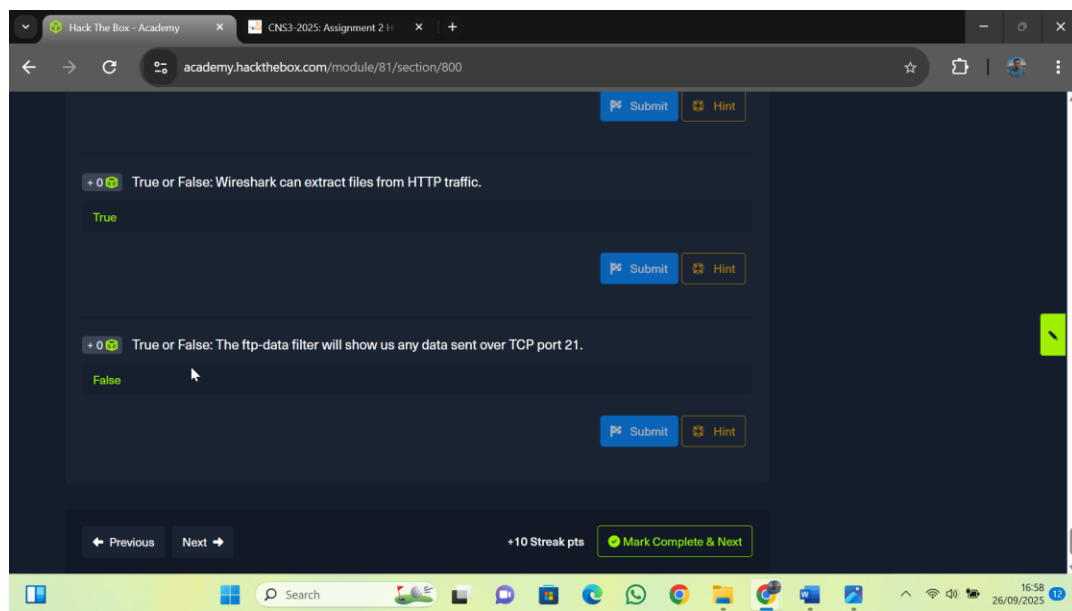 Hack The Box - Academy
CNS3-2025: Assignment 2 H
academy.hackthebox.com/module/81/section/800
Submit
Hint
+ 0
True or False: Wireshark can extract files from HTTP traffic.
True
Submit
Hint
+ 0
True or False: The ftp-data filter will show us any data sent over TCP port 21.
False
Submit
Hint
Previous
Next
+10 Streak pts
Mark Complete & Next
Search
16:58
26/09/2025
12